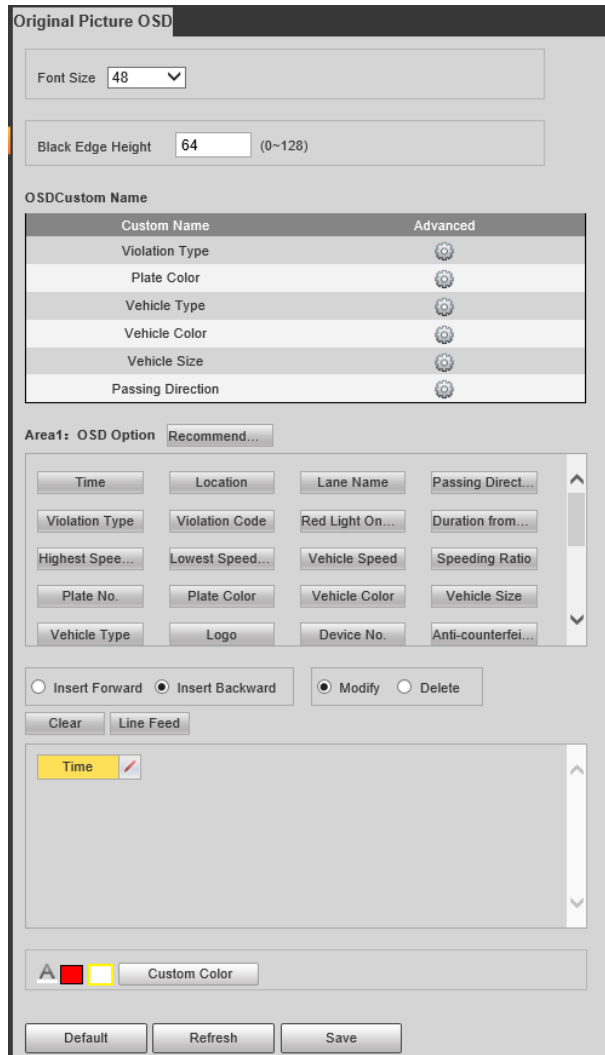 Original Picture OSD
Font Size 48
Black Edge Height 64 (0~128)
OSDCustom Name
Custom Name Advanced
Violation Type
Plate Color
Vehicle Type
Vehicle Color
Vehicle Size
Passing Direction
Area1: OSD Option Recommend...
Time Location Lane Name Passing Direct...
Violation Type Violation Code Red Light On... Duration from...
Highest Spee... Lowest Speed... Vehicle Speed Speeding Ratio
Plate No. Plate Color Vehicle Color Vehicle Size
Vehicle Type Logo Device No. Anti-counterfei...
Insert Forward Insert Backward Modify Delete
Clear Line Feed
Time
A Custom Color
Default Refresh Save